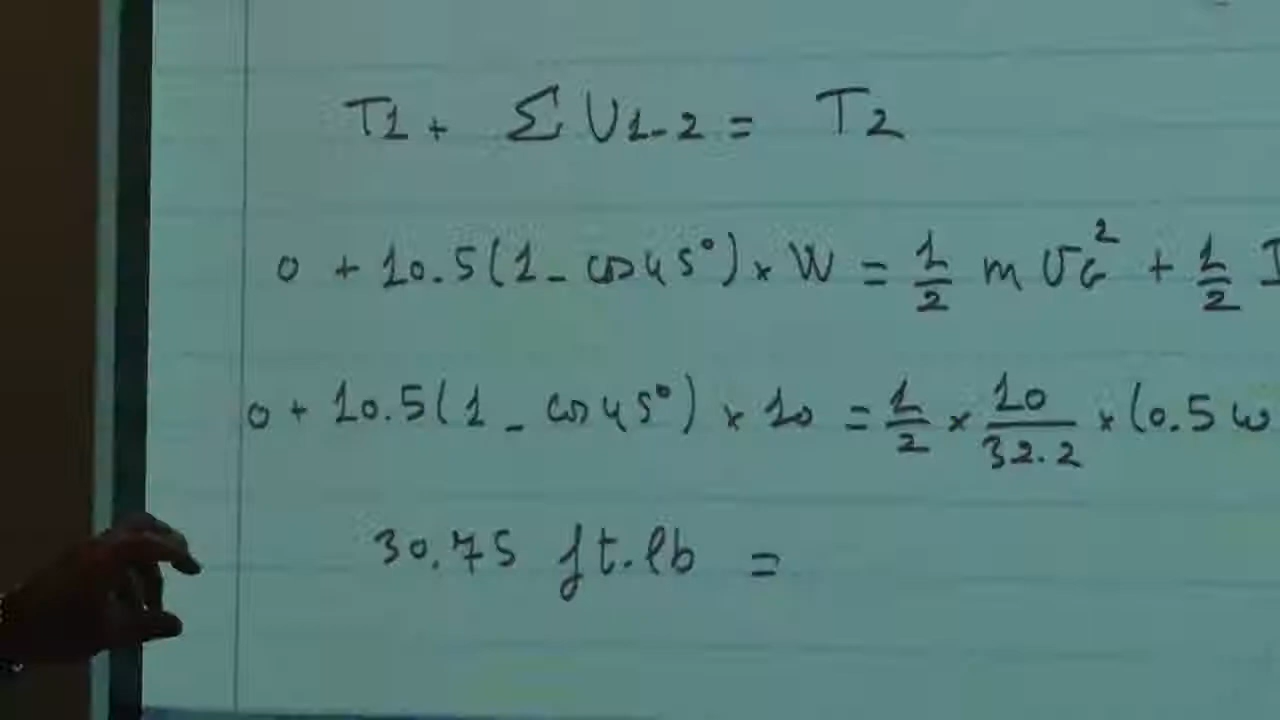 T1 + Σ U1-2 = T2
0 + 10.5(1 - cos45°) × W = 1/2 m υG² + 1/2 I
0 + 10.5(1 - cos45°) × 10 = 1/2 × 10/32.2 × (0.5 ω
30.75 ft.lb =